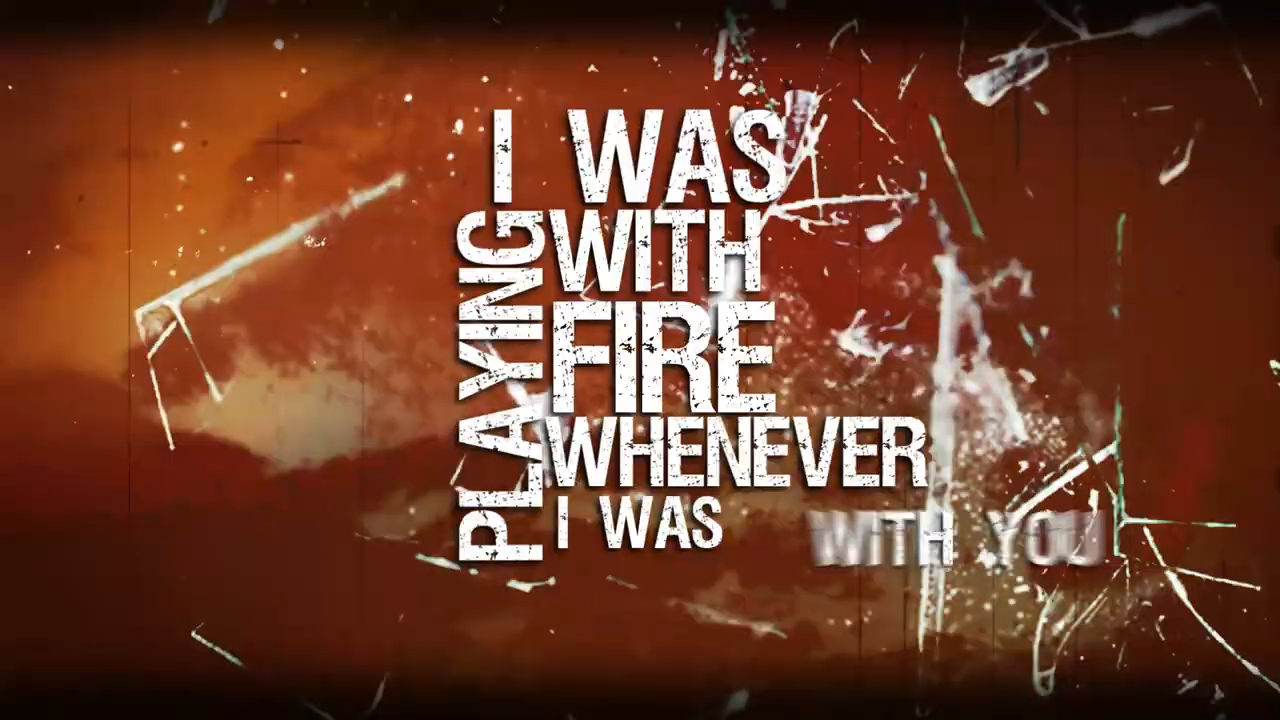 I WAS
PLAYING
WITH
FIRE
WHENEVER
I WAS WITH YOU